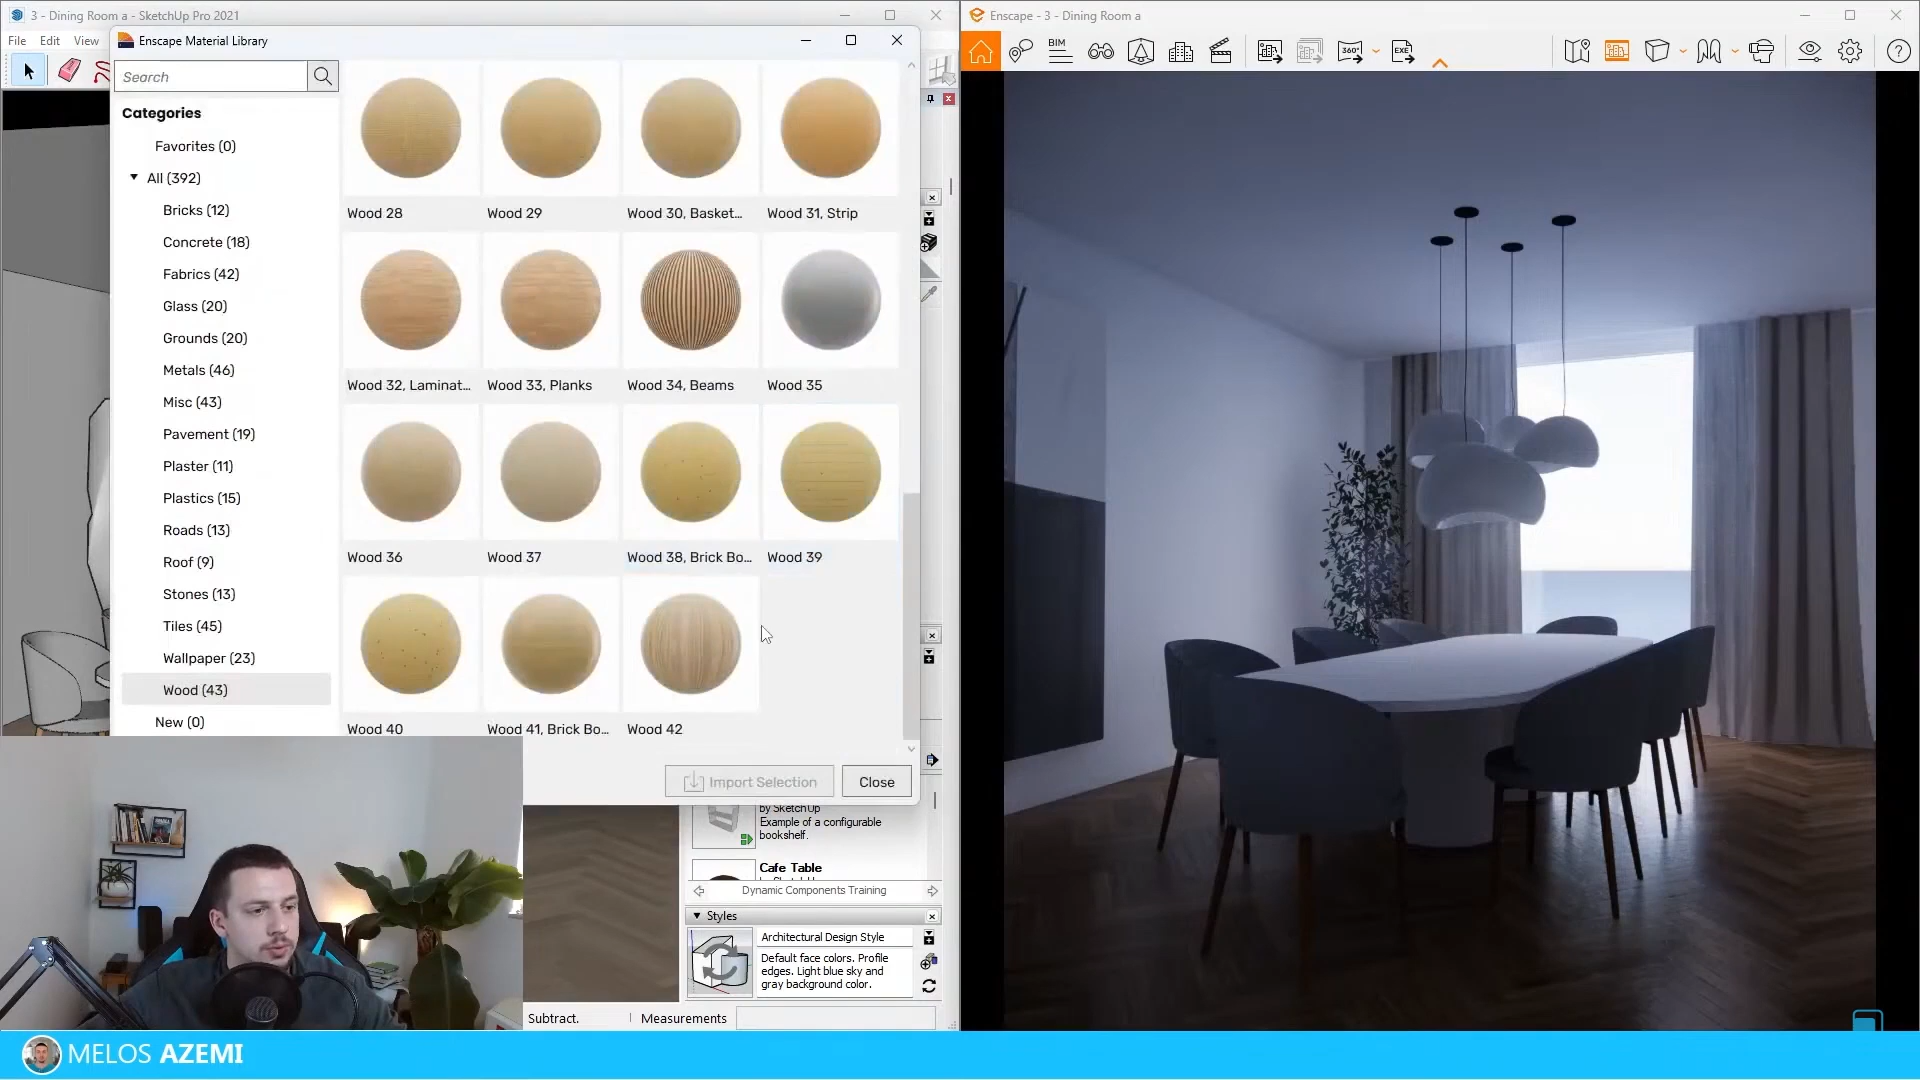 3 - Dining Room a - SketchUp Pro 2021
File Edit View
Enscape Material Library
Search
Categories
Favorites (0)
All (392)
Bricks (12)
Concrete (18)
Fabrics (42)
Glass (20)
Grounds (20)
Metals (46)
Misc (43)
Pavement (19)
Plaster (11)
Plastics (15)
Roads (13)
Roof (9)
Stones (13)
Tiles (45)
Wallpaper (23)
Wood (43)
New (0)
Wood 28 Wood 29 Wood 30, Basket... Wood 31, Strip
Wood 32, Laminat... Wood 33, Planks Wood 34, Beams Wood 35
Wood 36 Wood 37 Wood 38, Brick Bo... Wood 39
Wood 40 Wood 41, Brick Bo... Wood 42
Import Selection Close
by SketchUp
Example of a configurable
bookshelf.
Cafe Table
Dynamic Components Training
Styles
Architectural Design Style
Default face colors. Profile
edges. Light blue sky and
gray background color.
Subtract. Measurements
Enscape - 3 - Dining Room a
BIM
360°
EXE
MELOS AZEMI